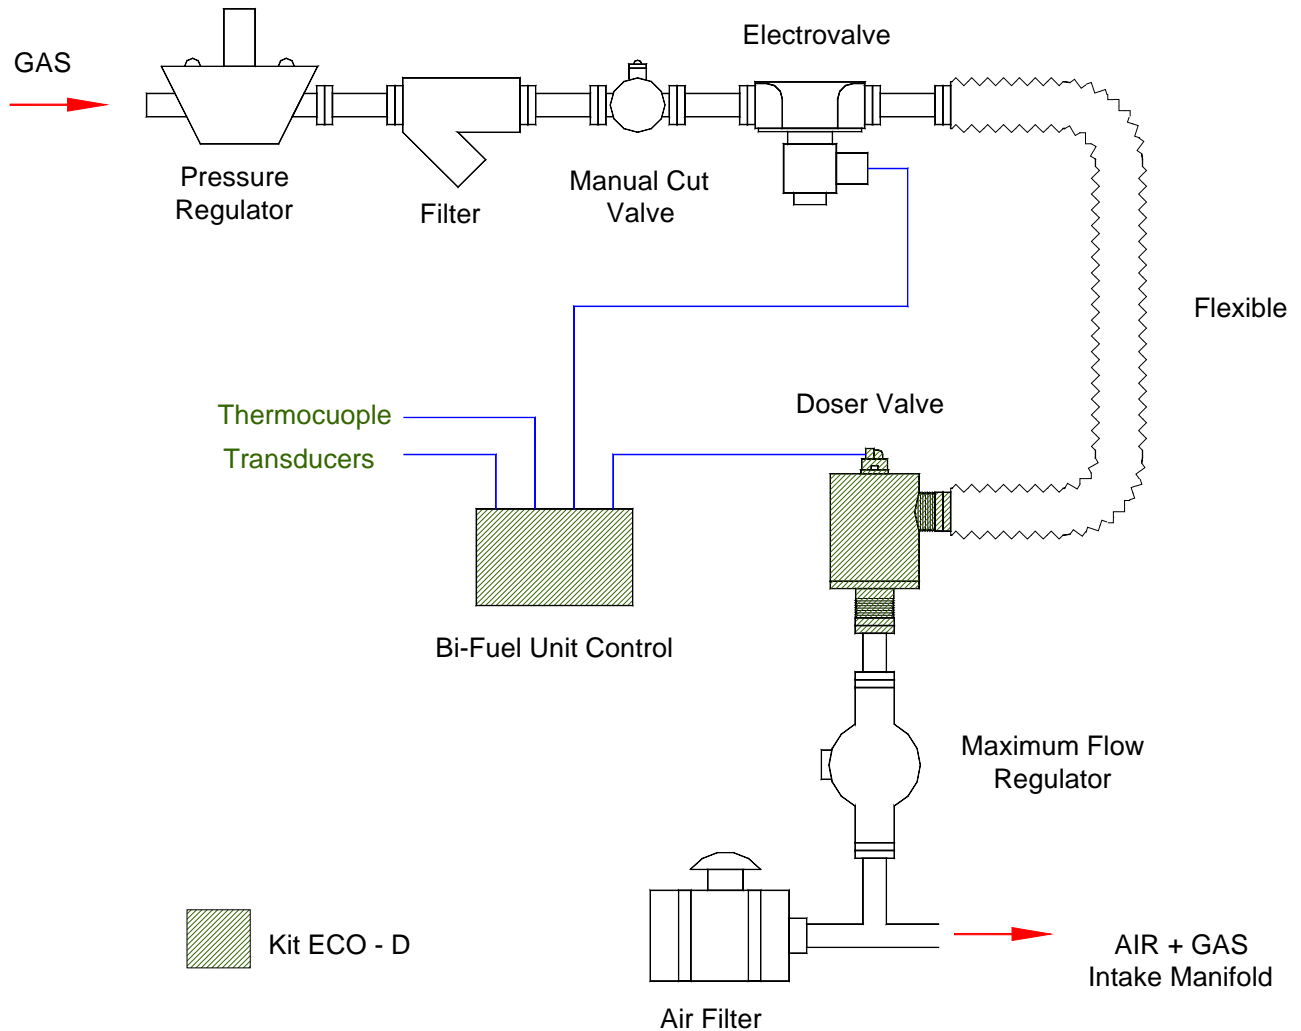 Electrovalve
GAS
Pressure
Regulator
Filter
Manual Cut
Valve
Flexible
Thermocuople
Transducers
Doser Valve
Bi-Fuel Unit Control
Maximum Flow
Regulator
Kit ECO - D
AIR + GAS
Intake Manifold
Air Filter